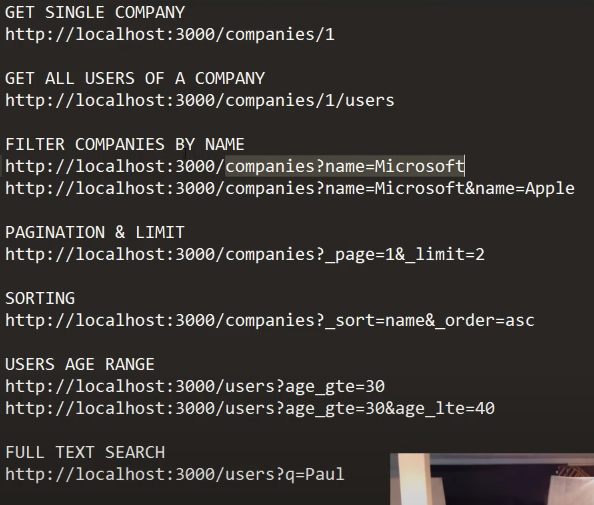 GET SINGLE COMPANY
http://localhost:3000/companies/1
GET ALL USERS OF A COMPANY
http://localhost:3000/companies/1/users
FILTER COMPANIES BY NAME
http://localhost:3000/companies?name=Microsoft
http://localhost:3000/companies?name=Microsoft&name=Apple
PAGINATION & LIMIT
http://localhost:3000/companies?_page=1&_limit=2
SORTING
http://localhost:3000/companies?_sort=name&_order=asc
USERS AGE RANGE
http://localhost:3000/users?age_gte=30
http://localhost:3000/users?age_gte=30&age_lte=40
FULL TEXT SEARCH
http://localhost:3000/users?q=Paul